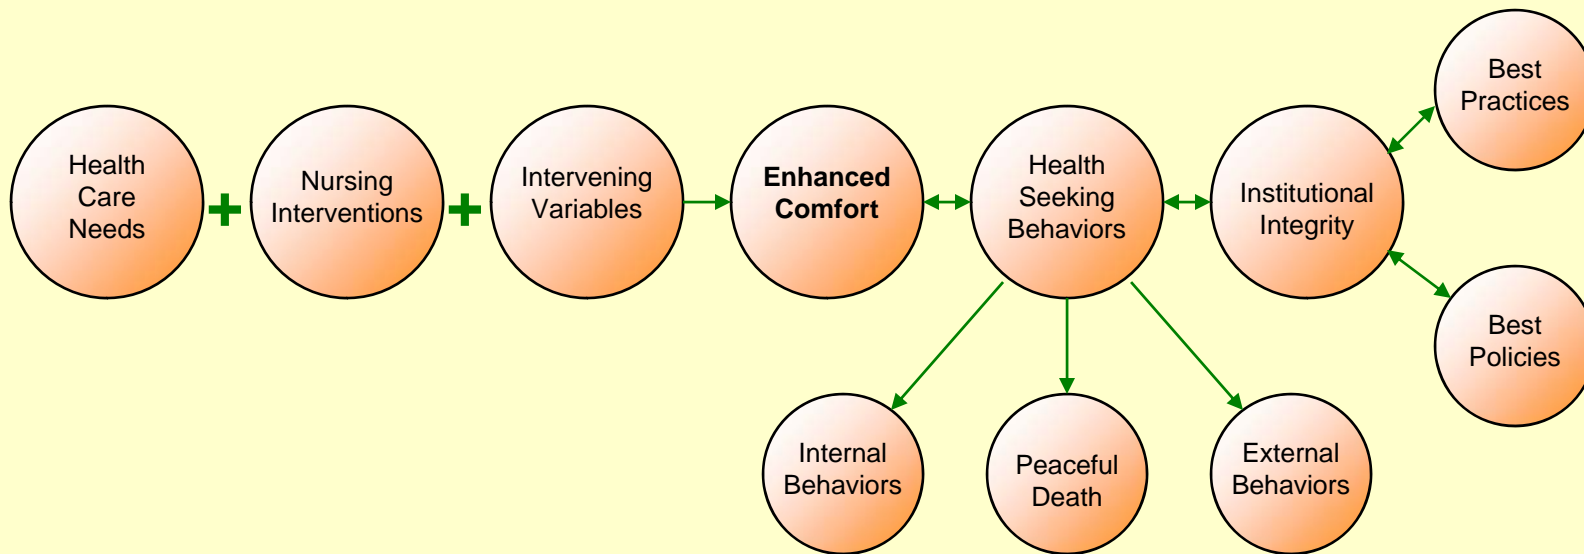 Health
Care
Needs
Nursing
Interventions
Intervening
Variables
Enhanced
Comfort
Health
Seeking
Behaviors
Institutional
Integrity
Best
Practices
Best
Policies
Internal
Behaviors
Peaceful
Death
External
Behaviors